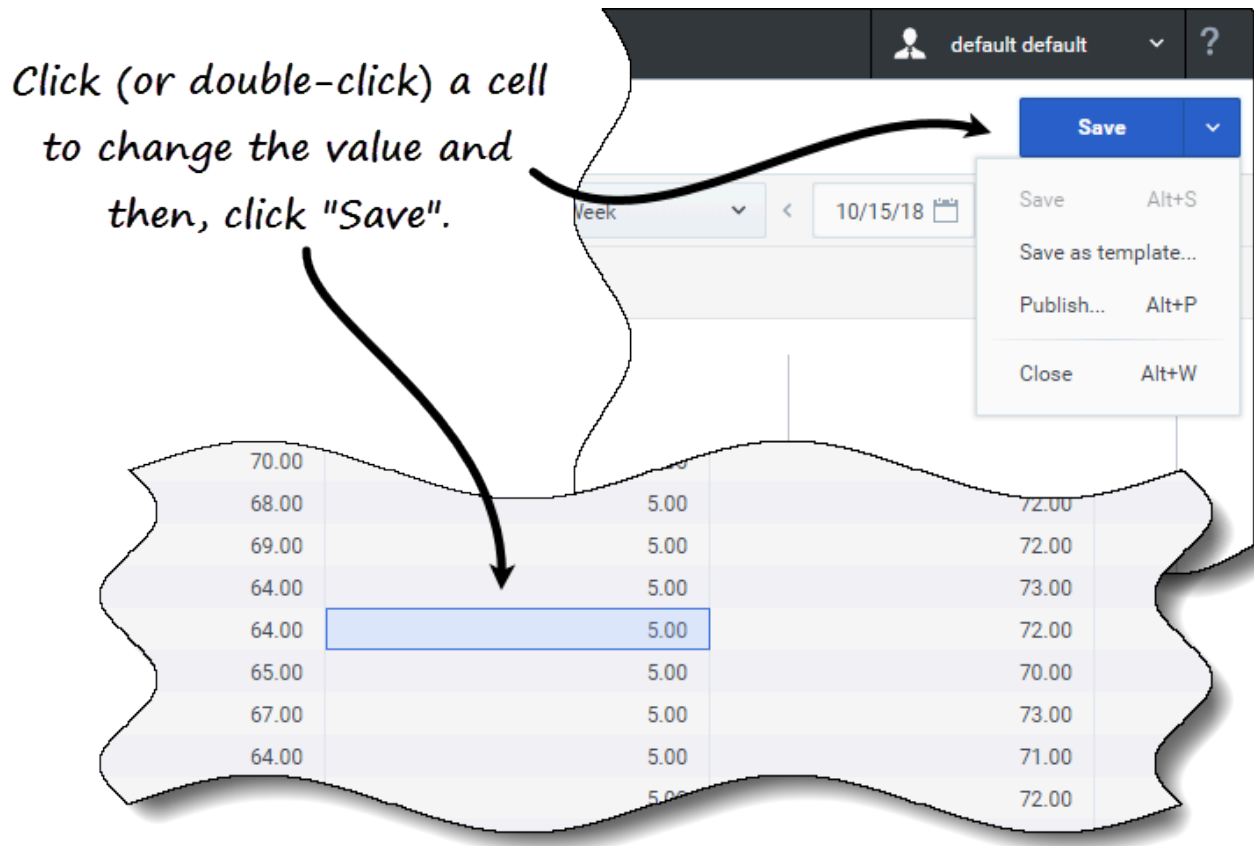 default default ?
Click (or double-click) a cell
to change the value and
then, click "Save".
Save
Week < 10/15/18
Save Alt+S
Save as template...
Publish... Alt+P
Close Alt+W
70.00
68.00 5.00 72.00
69.00 5.00 72.00
64.00 5.00 73.00
64.00 5.00 72.00
65.00 5.00 70.00
67.00 5.00 73.00
64.00 5.00 71.00
5.00 72.00